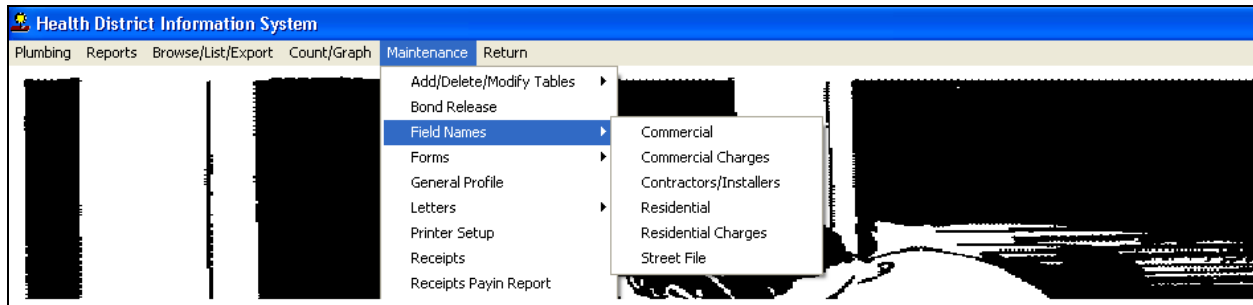 Health District Information System
Plumbing Reports Browse/List/Export Count/Graph Maintenance Return
Add/Delete/Modify Tables
Bond Release
Field Names
Forms
General Profile
Letters
Printer Setup
Receipts
Receipts Payin Report
Commercial
Commercial Charges
Contractors/Installers
Residential
Residential Charges
Street File